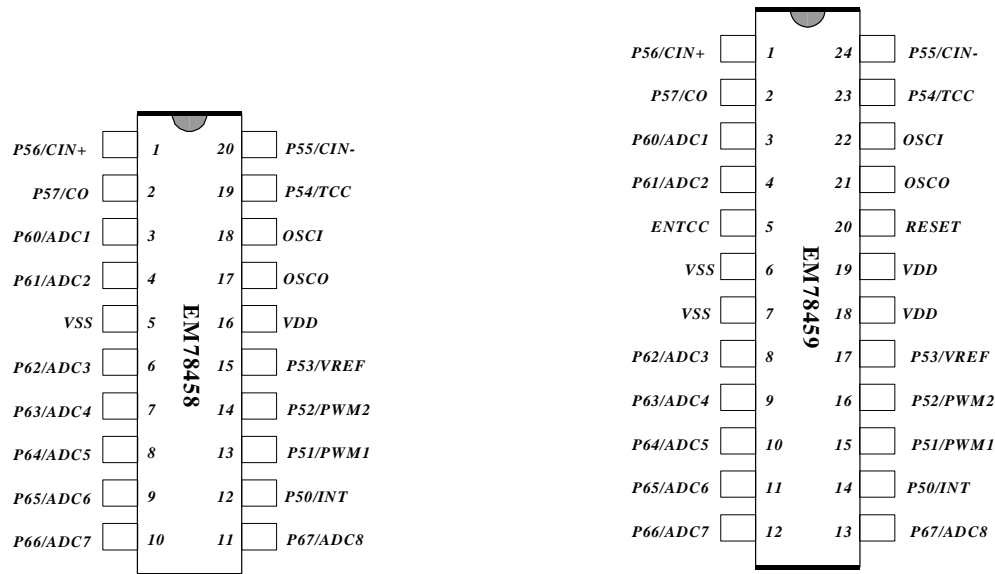 P56/CIN+ 1 20 P55/CIN-
P57/CO 2 19 P54/TCC
P60/ADC1 3 18 OSCI
P61/ADC2 4 17 OSCO
VSS 5 16 VDD
P62/ADC3 6 15 P53/VREF
P63/ADC4 7 14 P52/PWM2
P64/ADC5 8 13 P51/PWM1
P65/ADC6 9 12 P50/INT
P66/ADC7 10 11 P67/ADC8
EM78458
P56/CIN+ 1 24 P55/CIN-
P57/CO 2 23 P54/TCC
P60/ADC1 3 22 OSCI
P61/ADC2 4 21 OSCO
ENTCC 5 20 RESET
VSS 6 19 VDD
VSS 7 18 VDD
P62/ADC3 8 17 P53/VREF
P63/ADC4 9 16 P52/PWM2
P64/ADC5 10 15 P51/PWM1
P65/ADC6 11 14 P50/INT
P66/ADC7 12 13 P67/ADC8
EM78459